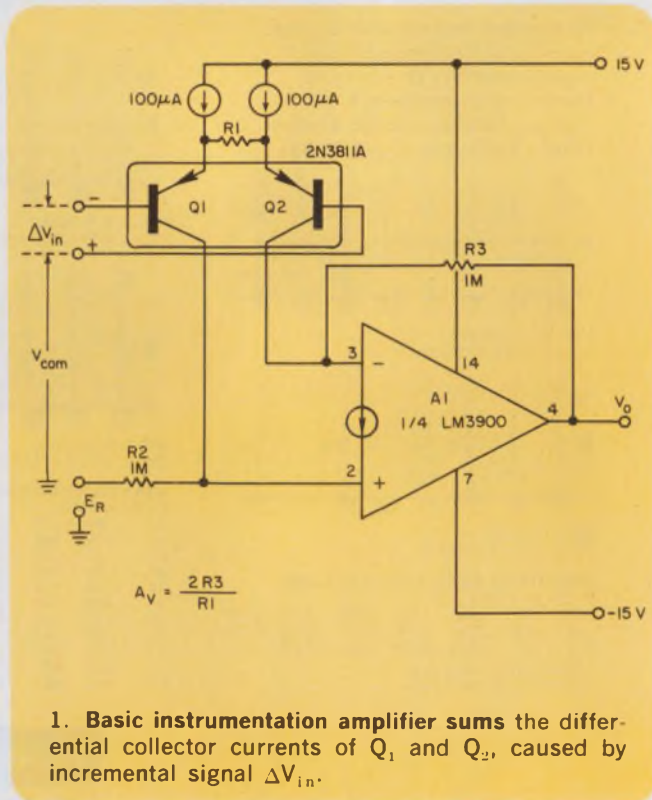 15 V
100μA
100μA
R1
2N3811A
Q1
Q2
-
ΔVin
+
R3
1M
Vcom
3
-
14
A1
1/4 LM3900
4
Vo
R2
1M
2
+
7
ER
AV = 2 R3 / R1
-15 V
1. Basic instrumentation amplifier sums the differ-
ential collector currents of Q1 and Q2, caused by
incremental signal ΔVin.